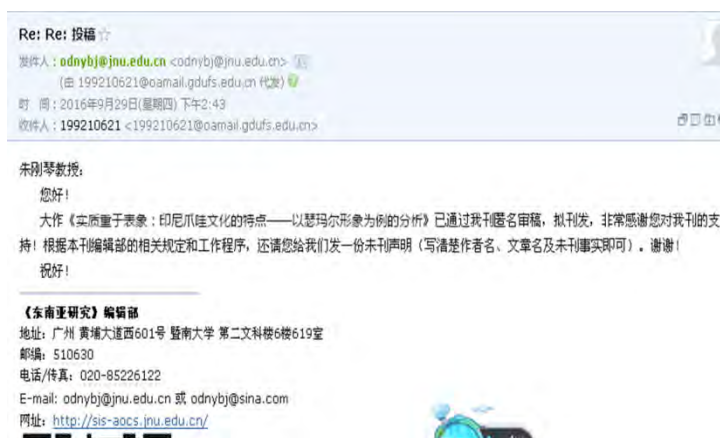 Re: Re: 投稿☆
发件人：odnybj@jnu.edu.cn <odnybj@jnu.edu.cn>
(由 199210621@oamail.gdufs.edu.cn 代发)
时 间：2016年9月29日(星期四) 下午2:43
收件人：199210621 <199210621@oamail.gdufs.edu.cn>
朱刚琴教授：
您好！
大作《实质重于表象：印尼爪哇文化的特点——以瑟玛尔形象为例的分析》已通过我刊匿名审稿，拟刊发，非常感谢您对我刊的支
持！根据本刊编辑部的相关规定和工作程序，还请您给我们发一份未刊声明（写清楚作者名、文章名及未刊事实即可）。谢谢！
祝好！
《东南亚研究》编辑部
地址：广州 黄埔大道西601号 暨南大学 第二文科楼6楼619室
邮编：510630
电话/传真：020-85226122
E-mail: odnybj@jnu.edu.cn 或 odnybj@sina.com
网址：http://sis-aocs.jnu.edu.cn/